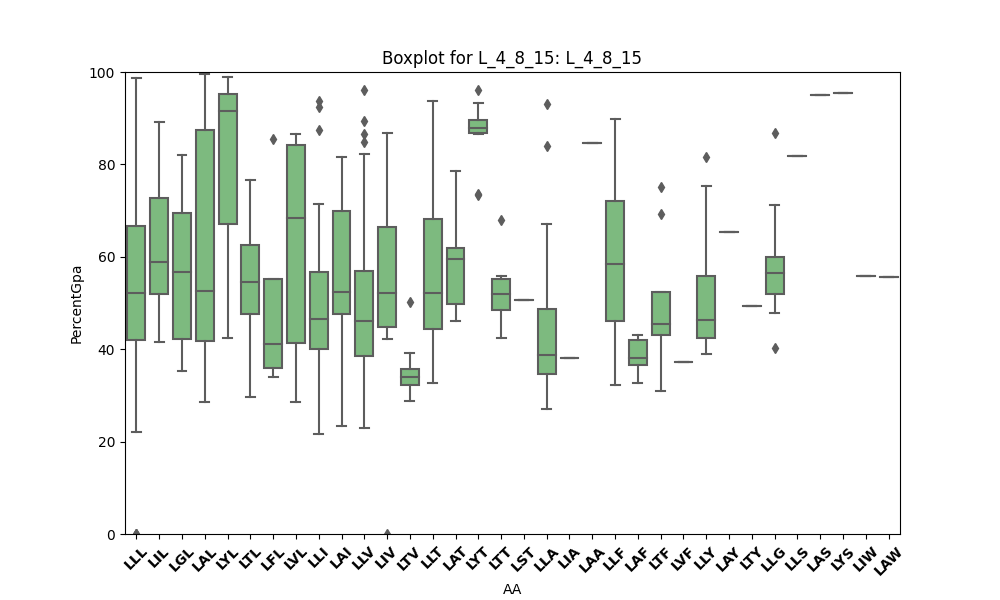 Boxplot for L_4_8_15: L_4_8_15
100
80
60
40
20
0
PercentGpa
LLL LIL LGL LAL LYL LTL LFL LVL LLI LAI LLV LIV LTV LLT LAT LYT LTT LST LLA LIA LAA LLF LAF LTF LVF LLY LAY LTY LLG LLS LAS LYS LIW LAW
AA